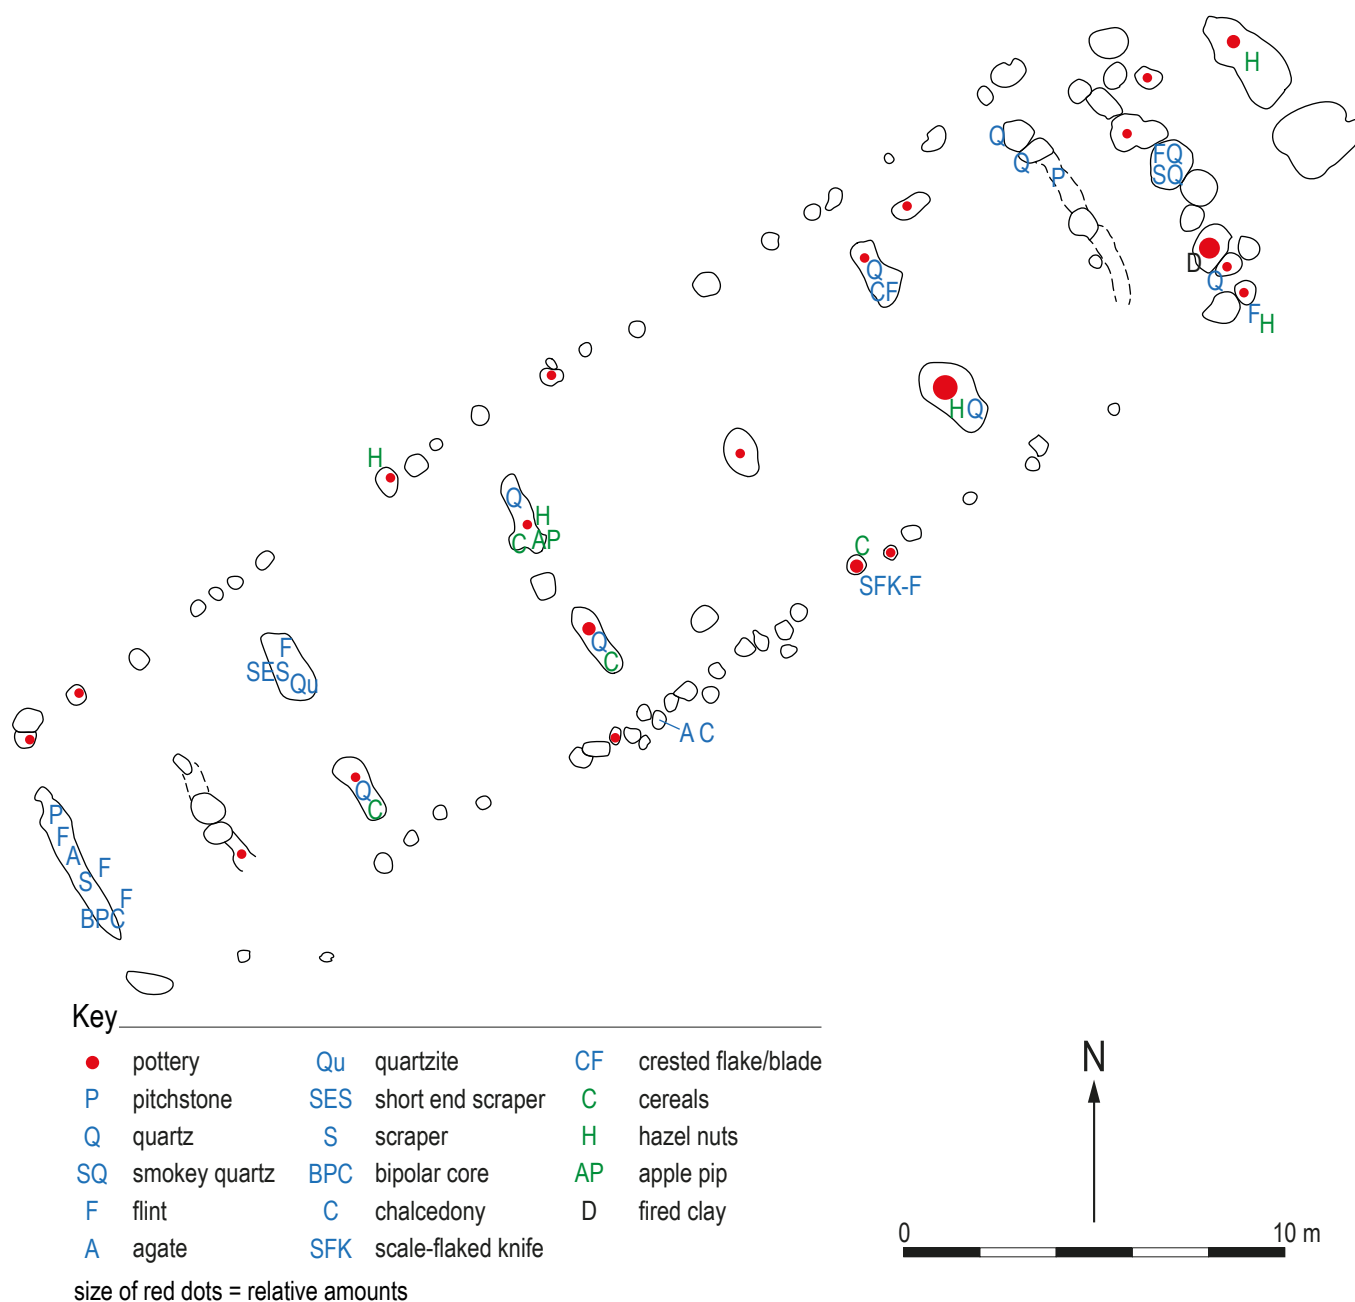 H
Q
Q
P
FQ
SQ
Q
CF
D
Q
F
H
H Q
H
Q
H
C AP
C
SFK-F
Q
C
F
SES
Qu
A C
Q
C
P
F
A
F
S
F
BPC
Key
pottery
P pitchstone
Q quartz
SQ smokey quartz
F flint
A agate
Qu quartzite
SES short end scraper
S scraper
BPC bipolar core
C chalcedony
SFK scale-flaked knife
CF crested flake/blade
C cereals
H hazel nuts
AP apple pip
D fired clay
size of red dots = relative amounts
N
0 10 m